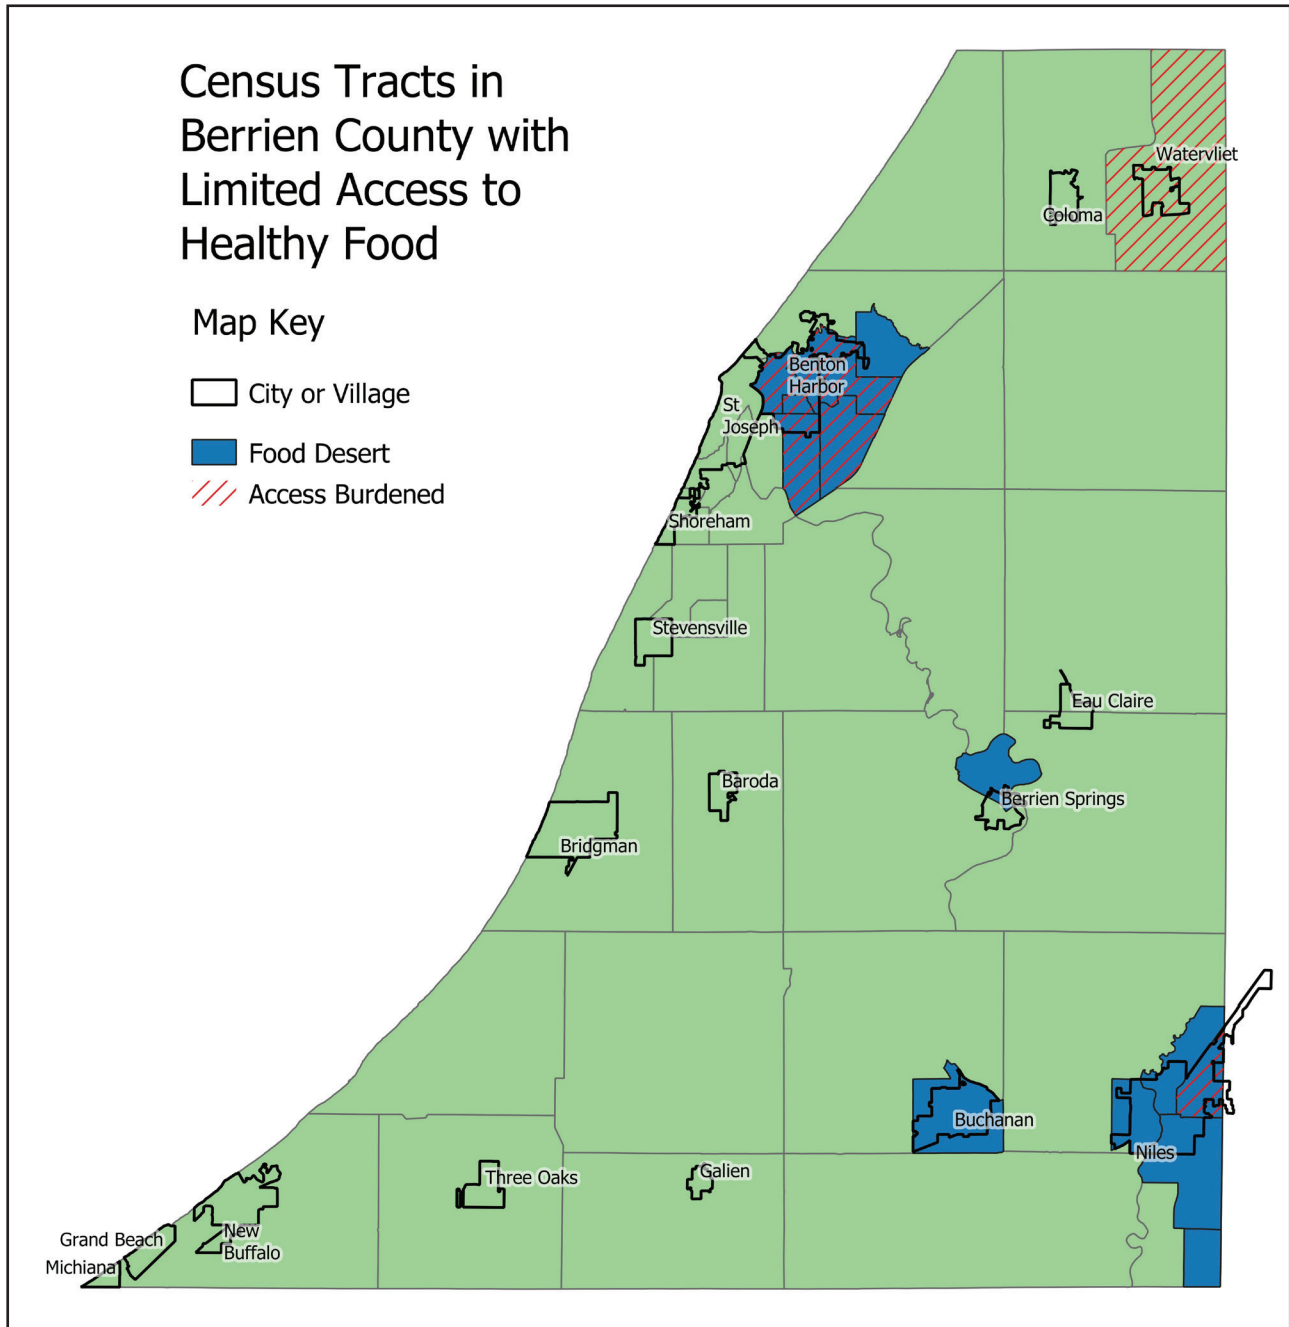 Census Tracts in
Berrien County with
Limited Access to
Healthy Food
Map Key
City or Village
Food Desert
Access Burdened
Watervliet
Coloma
Benton
Harbor
St
Joseph
Shoreham
Stevensville
Eau Claire
Baroda
Berrien Springs
Bridgman
Buchanan
Niles
Three Oaks
Galien
New
Buffalo
Grand Beach
Michiana